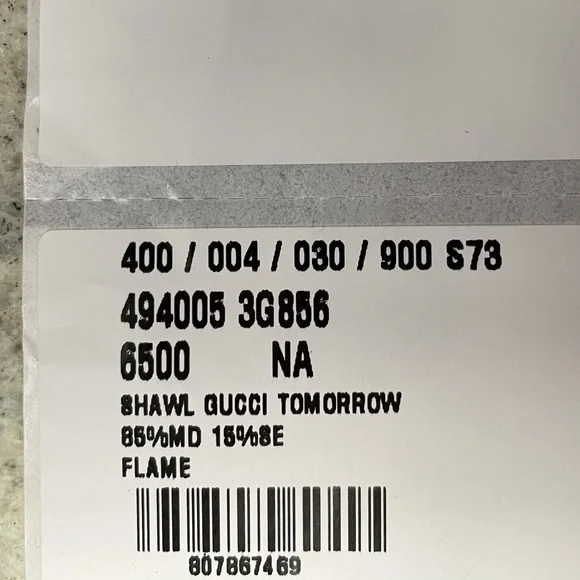 400 / 004 / 030 / 900 S73
494005 3G856
6500 NA
SHAWL GUCCI TOMORROW
85%MD 15%SE
FLAME
807867469